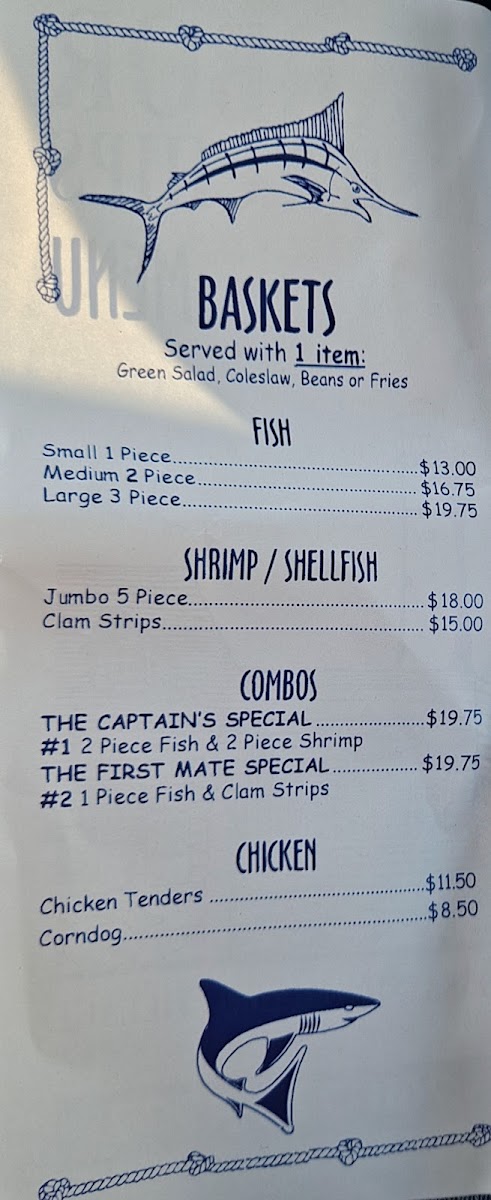 BASKETS
Served with 1 item:
Green Salad, Coleslaw, Beans or Fries
FISH
Small 1 Piece.....$13.00
Medium 2 Piece.....$16.75
Large 3 Piece.....$19.75
SHRIMP / SHELLFISH
Jumbo 5 Piece.....$18.00
Clam Strips.....$15.00
COMBOS
THE CAPTAIN'S SPECIAL.....$19.75
#1 2 Piece Fish & 2 Piece Shrimp
THE FIRST MATE SPECIAL.....$19.75
#2 1 Piece Fish & Clam Strips
CHICKEN
Chicken Tenders.....$11.50
Corndog.....$8.50